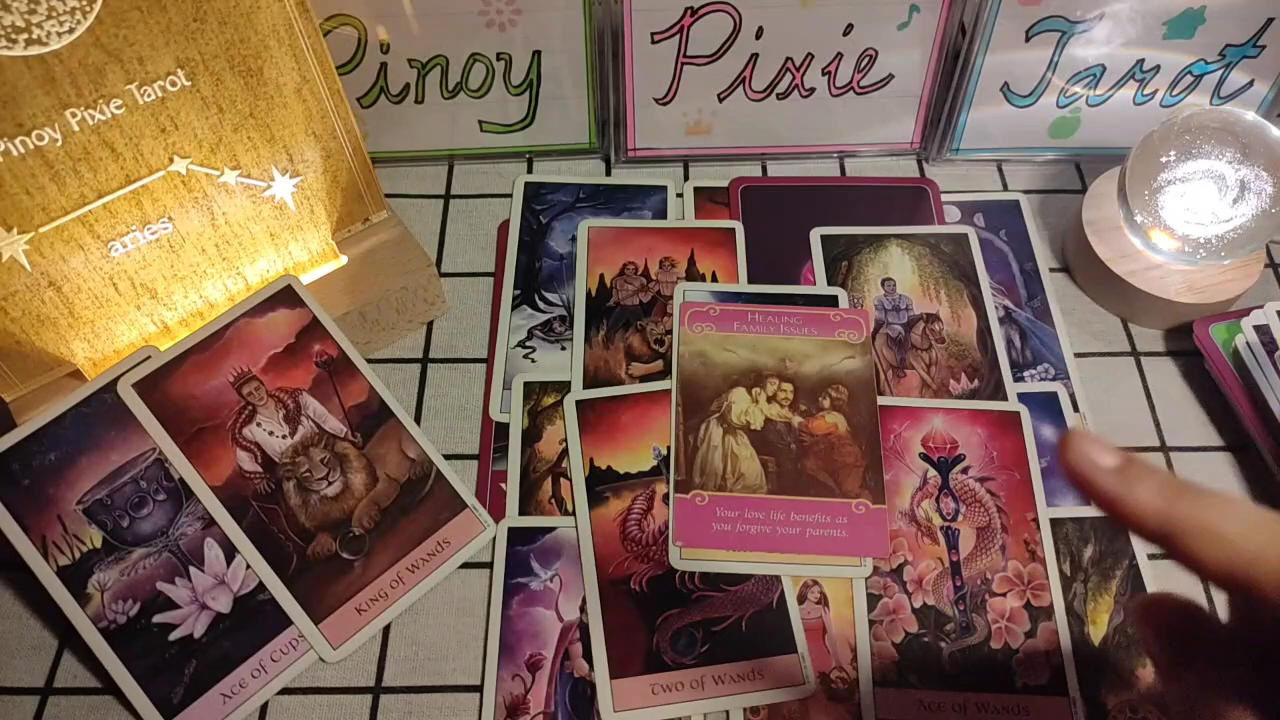 Pinoy
Pixie
Tarot
Pinoy Pixie Tarot
aries
HEALING
FAMILY ISSUES
Your love life benefits as
you forgive your parents.
KING OF WANDS
ACE OF CUPS
TWO OF WANDS
ACE OF WANDS